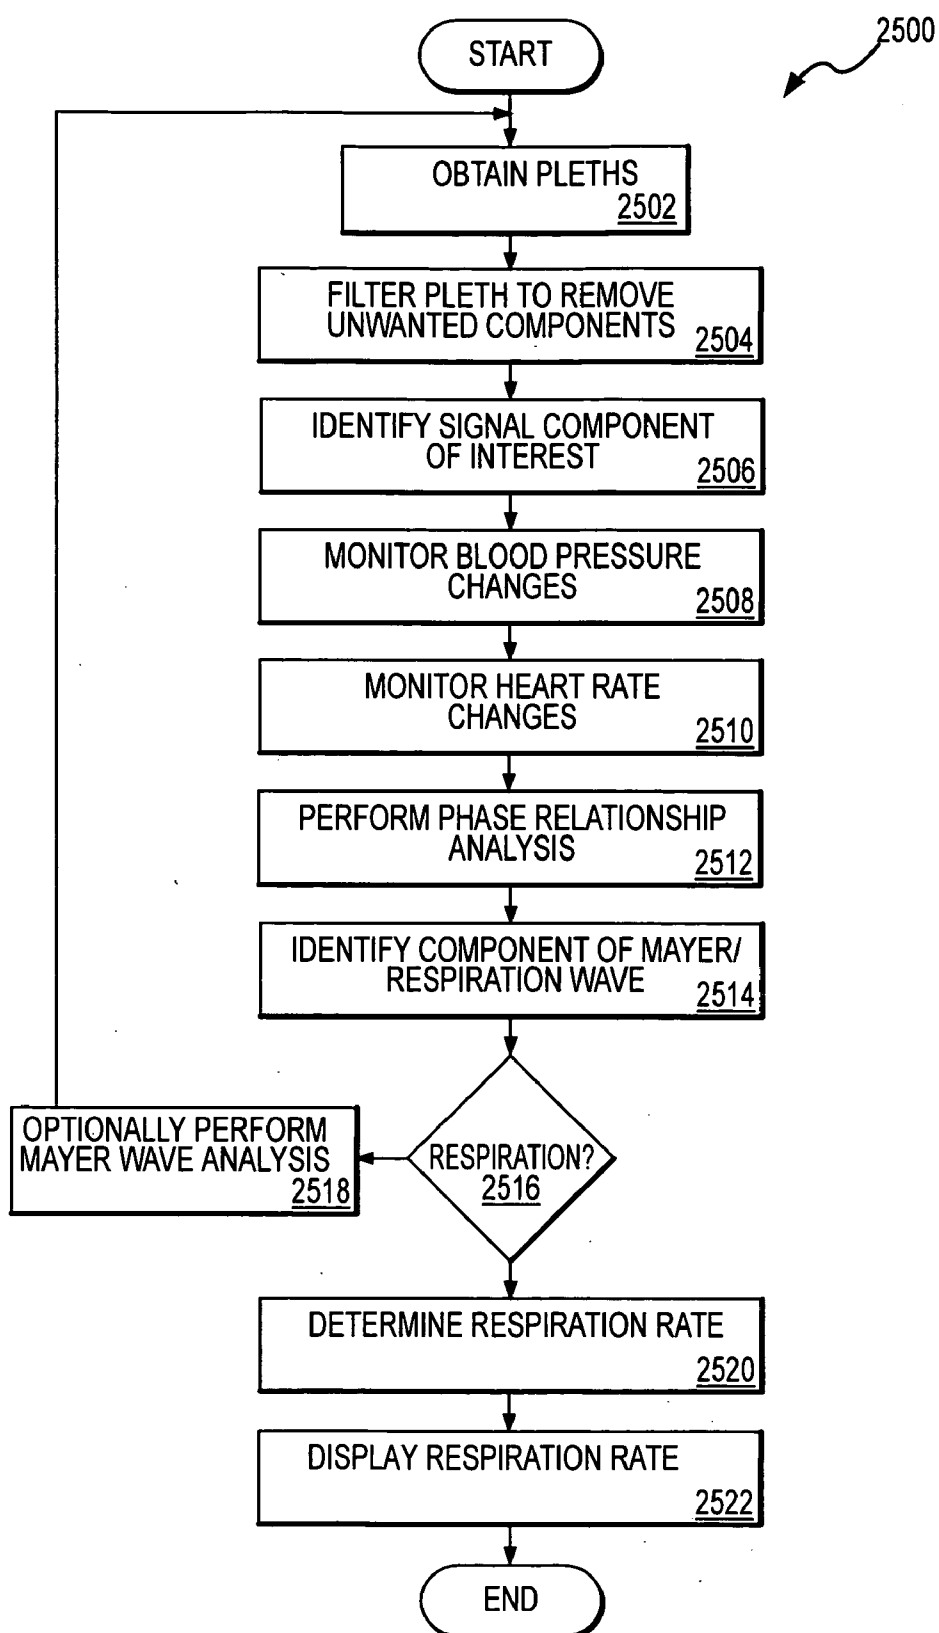 2500
START
OBTAIN PLETHS
2502
FILTER PLETH TO REMOVE
UNWANTED COMPONENTS
2504
IDENTIFY SIGNAL COMPONENT
OF INTEREST
2506
MONITOR BLOOD PRESSURE
CHANGES
2508
MONITOR HEART RATE
CHANGES
2510
PERFORM PHASE RELATIONSHIP
ANALYSIS
2512
IDENTIFY COMPONENT OF MAYER/
RESPIRATION WAVE
2514
OPTIONALLY PERFORM
MAYER WAVE ANALYSIS
2518
RESPIRATION?
2516
DETERMINE RESPIRATION RATE
2520
DISPLAY RESPIRATION RATE
2522
END